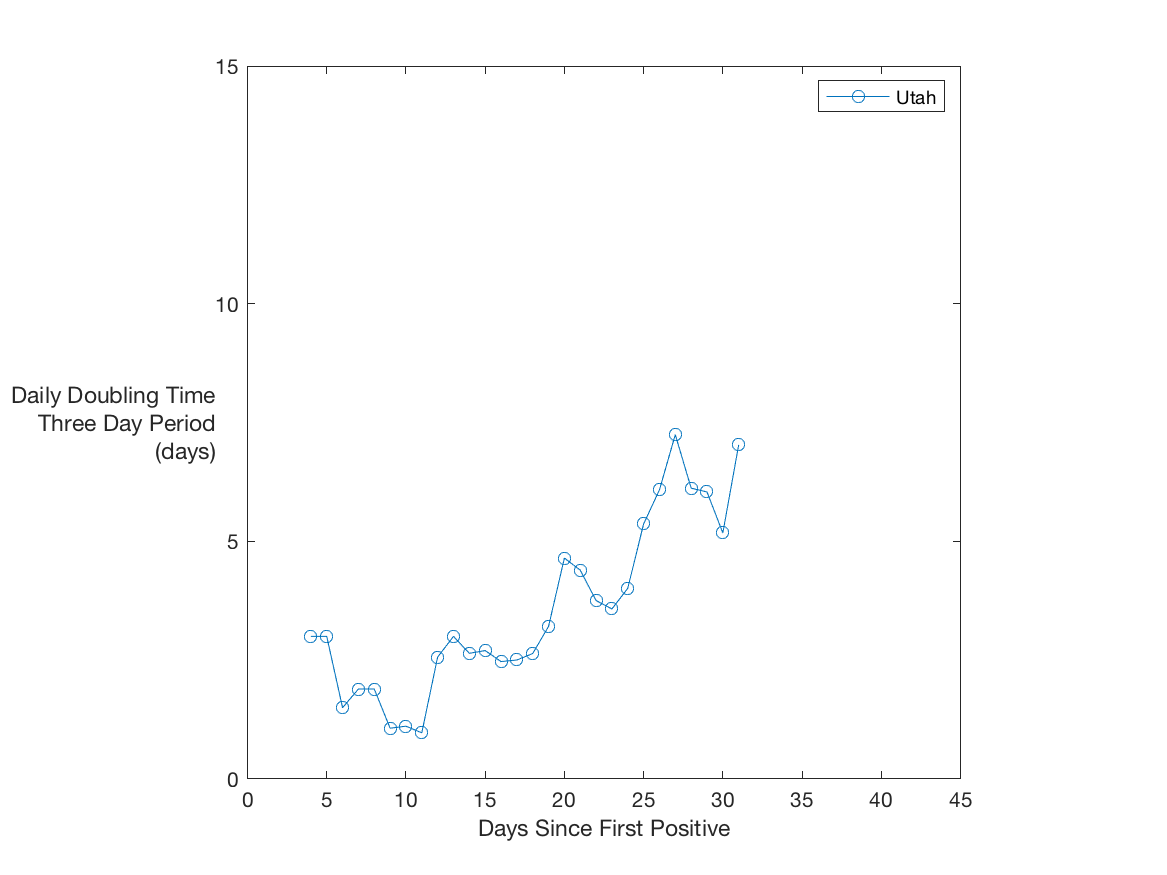 15
Utah
10
Daily Doubling Time
Three Day Period
(days)
5
0
0 5 10 15 20 25 30 35 40 45
Days Since First Positive